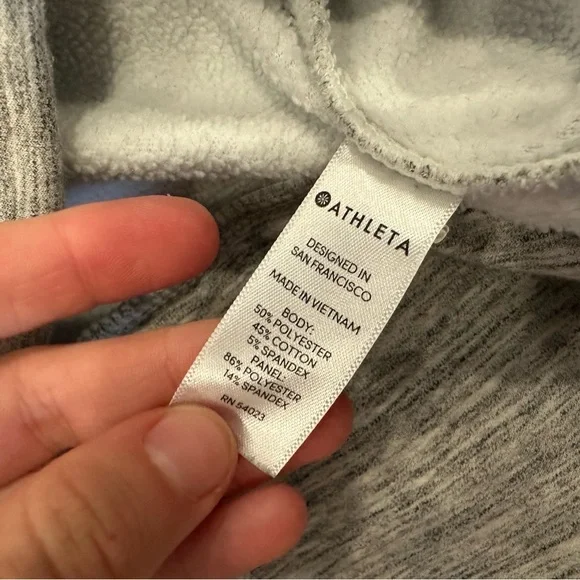 ATHLETA
DESIGNED IN
SAN FRANCISCO
MADE IN VIETNAM
BODY:
50% POLYESTER
45% COTTON
5% SPANDEX
PANEL:
86% POLYESTER
14% SPANDEX
RN 54023